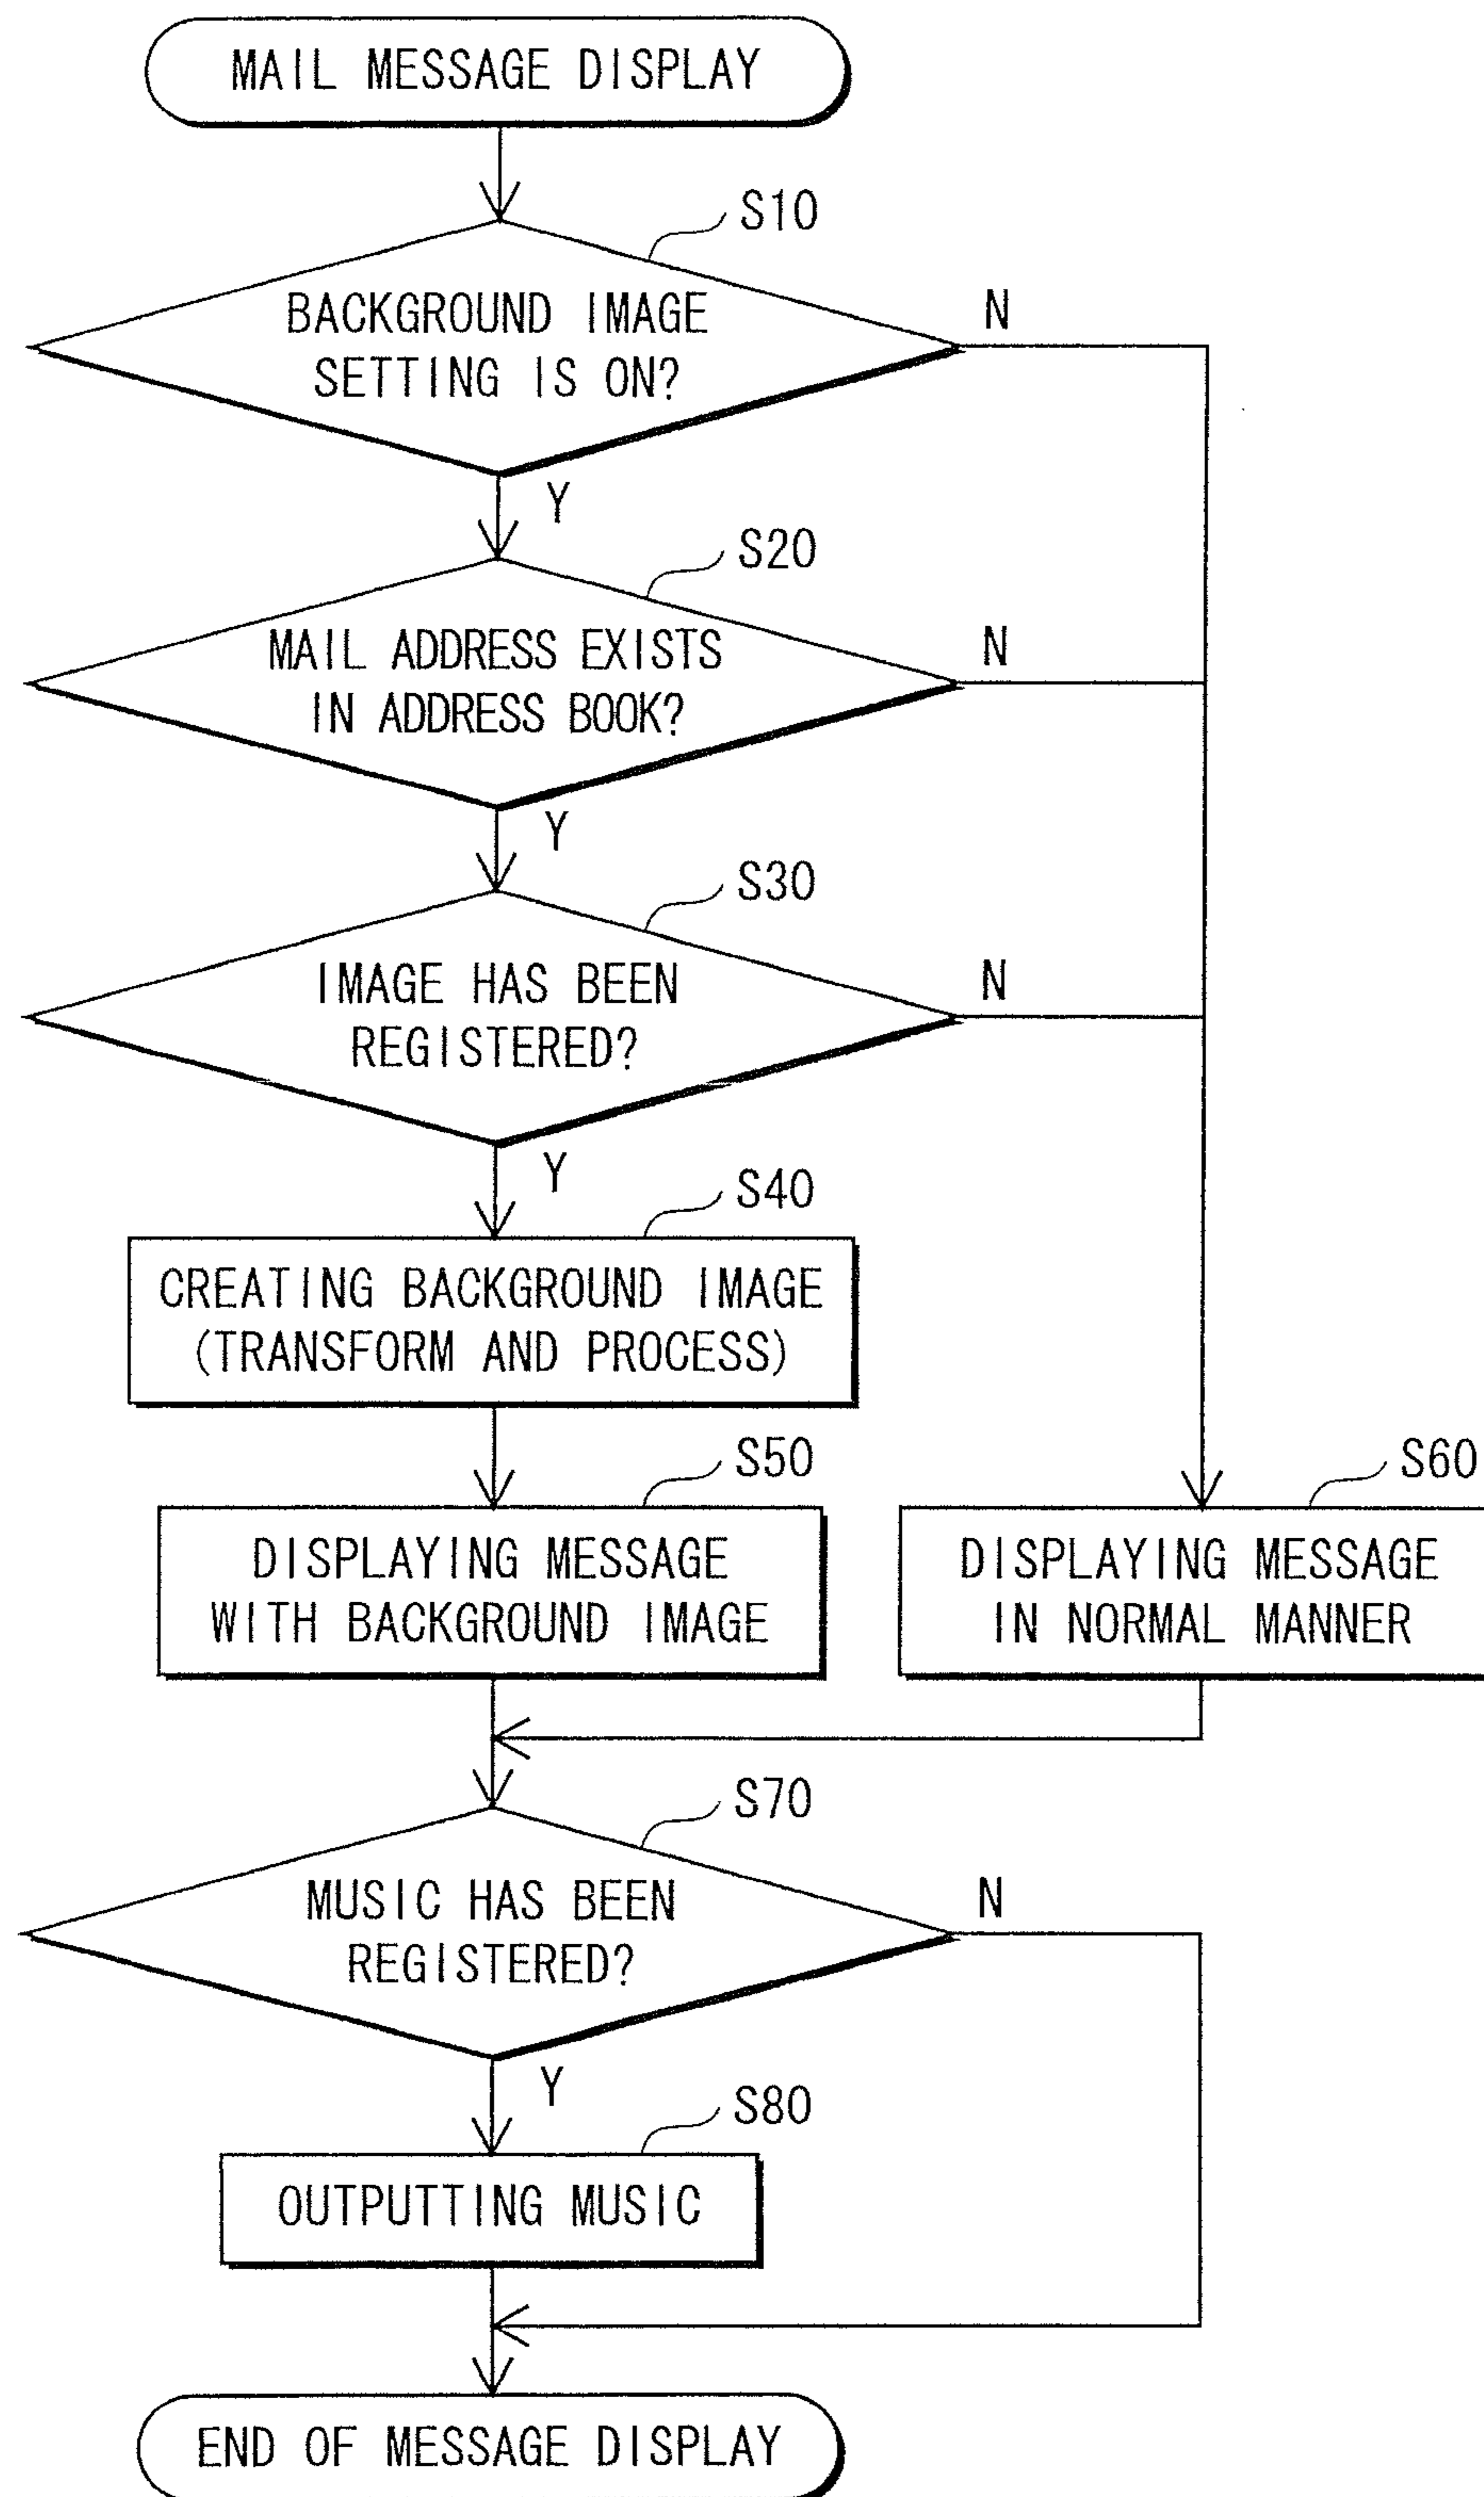 MAIL MESSAGE DISPLAY
S10
BACKGROUND IMAGE
SETTING IS ON?
N
Y
S20
MAIL ADDRESS EXISTS
IN ADDRESS BOOK?
N
Y
S30
IMAGE HAS BEEN
REGISTERED?
N
Y
S40
CREATING BACKGROUND IMAGE
(TRANSFORM AND PROCESS)
S50
DISPLAYING MESSAGE
WITH BACKGROUND IMAGE
S60
DISPLAYING MESSAGE
IN NORMAL MANNER
S70
MUSIC HAS BEEN
REGISTERED?
N
Y
S80
OUTPUTTING MUSIC
END OF MESSAGE DISPLAY